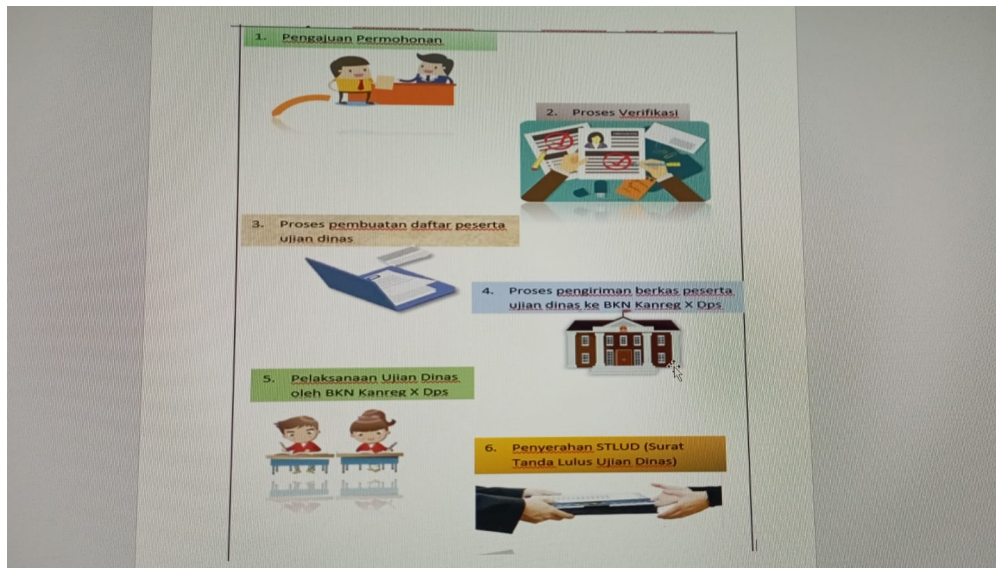 1. Pengajuan Permohonan
2. Proses Verifikasi
3. Proses pembuatan daftar peserta
ujian dinas
4. Proses pengiriman berkas peserta
ujian dinas ke BKN Kanreg X Dps
5. Pelaksanaan Ujian Dinas
oleh BKN Kanreg X Dps
6. Penyerahan STLUD (Surat
Tanda Lulus Ujian Dinas)